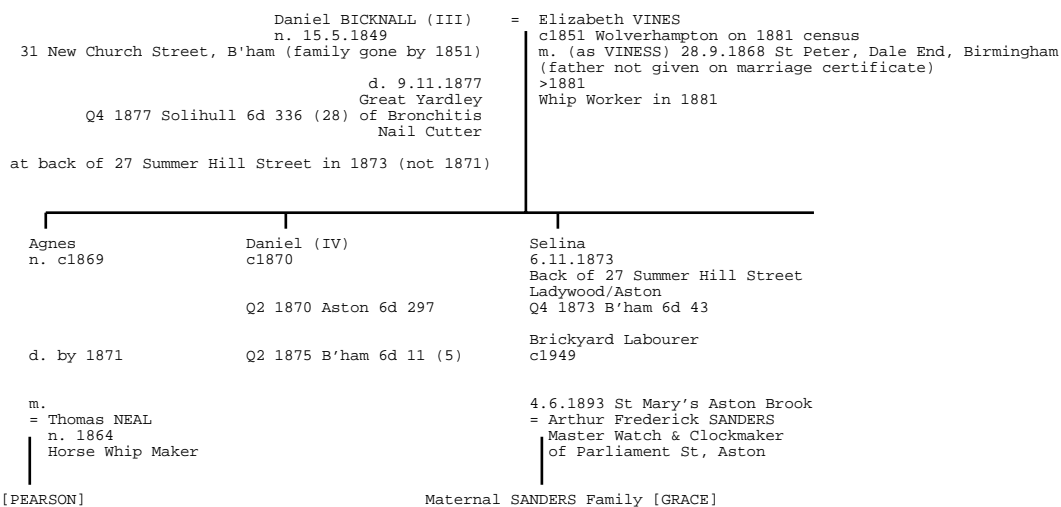 Daniel BICKNALL (III) = Elizabeth VINES
n. 15.5.1849 c1851 Wolverhampton on 1881 census
31 New Church Street, B'ham (family gone by 1851) m. (as VINESS) 28.9.1868 St Peter, Dale End, Birmingham
(father not given on marriage certificate)
d. 9.11.1877 >1881
Great Yardley Whip Worker in 1881
Q4 1877 Solihull 6d 336 (28) of Bronchitis
Nail Cutter
at back of 27 Summer Hill Street in 1873 (not 1871)
Agnes Daniel (IV) Selina
n. c1869 c1870 6.11.1873
Back of 27 Summer Hill Street
Ladywood/Aston
Q2 1870 Aston 6d 297 Q4 1873 B'ham 6d 43
Brickyard Labourer
d. by 1871 Q2 1875 B'ham 6d 11 (5) c1949
m. 4.6.1893 St Mary's Aston Brook
= Thomas NEAL = Arthur Frederick SANDERS
n. 1864 Master Watch & Clockmaker
Horse Whip Maker of Parliament St, Aston
[PEARSON] Maternal SANDERS Family [GRACE]